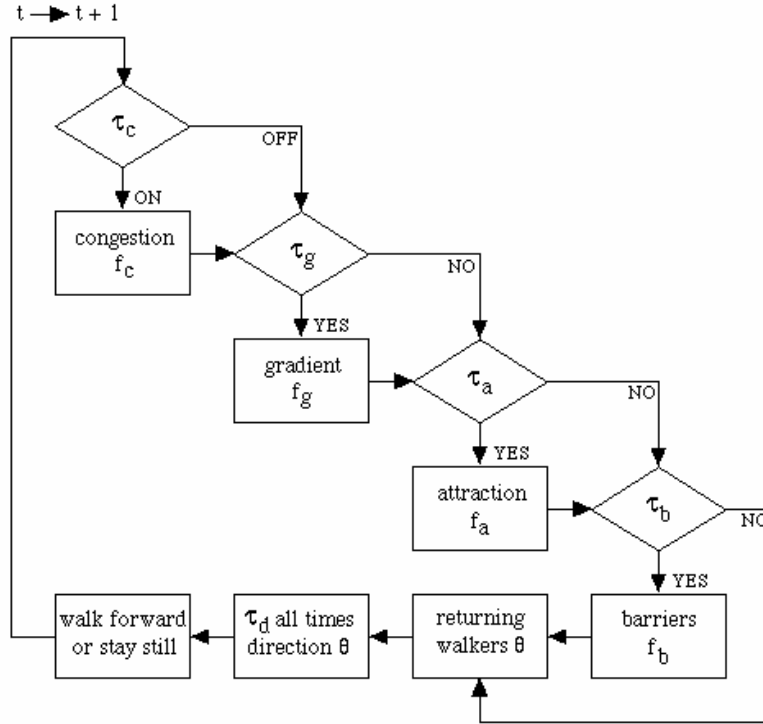 t → t + 1
τc
OFF
ON
congestion
fc
τg
NO
YES
gradient
fg
τa
NO
YES
attraction
fa
τb
NO
YES
walk forward
or stay still
τd all times
direction θ
returning
walkers θ
barriers
fb